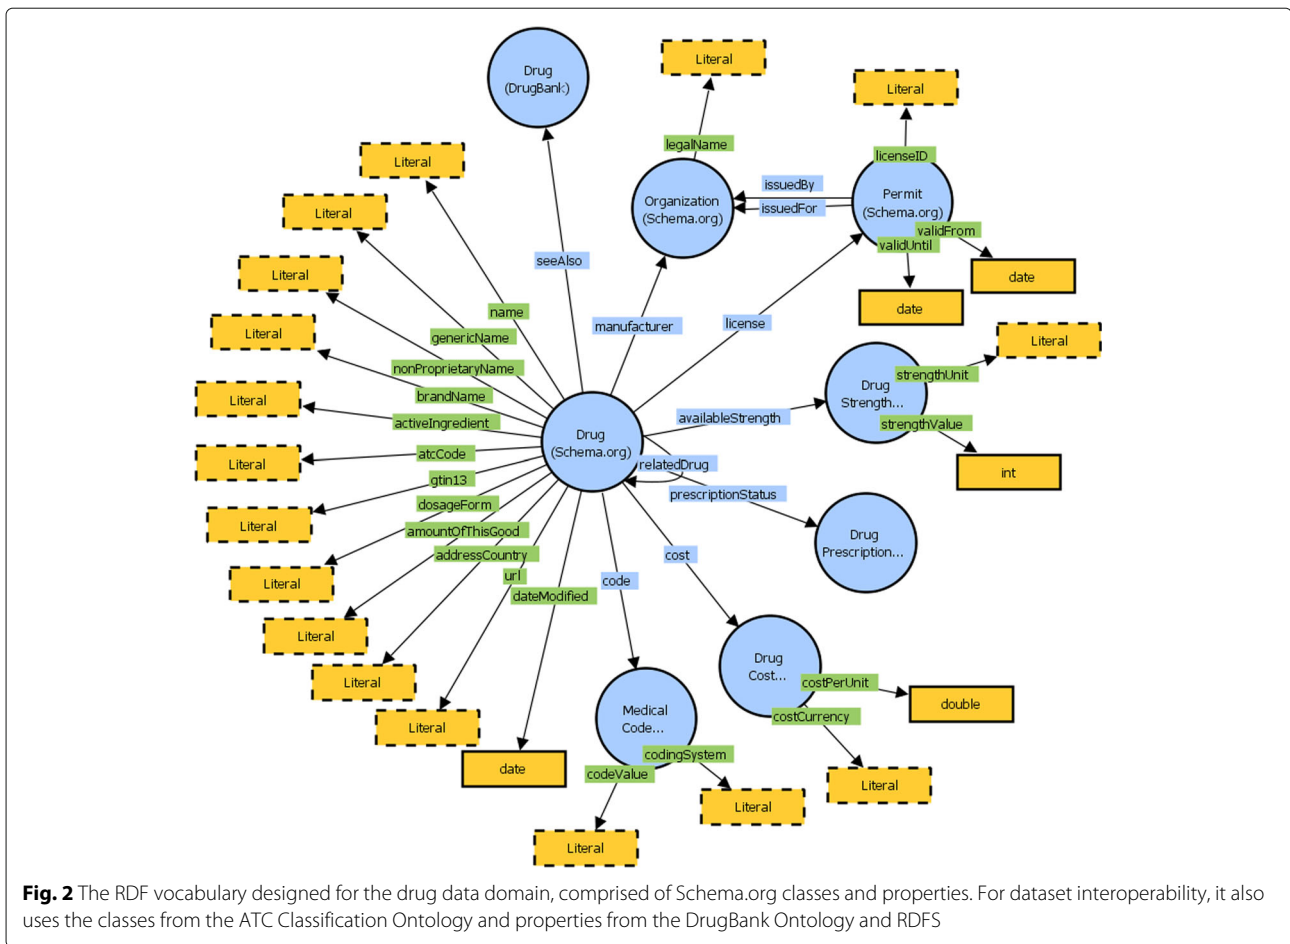 Drug
(DrugBank)
Literal
Literal
legalName
licenseID
Literal
Literal
Organization
(Schema.org)
issuedBy
issuedFor
Permit
(Schema.org)
validFrom
validUntil
date
date
Literal
Literal
seeAlso
name
genericName
nonProprietaryName
brandName
manufacturer
license
Literal
Literal
Drug
Strength...
strengthUnit
strengthValue
int
Literal
activeIngredient
Drug
(Schema.org)
availableStrength
relatedDrug
prescriptionStatus
Literal
atcCode
gtin13
dosageForm
amountOfThisGood
addressCountry
url
dateModified
Literal
Drug
Prescription...
code
cost
Literal
Literal
Literal
Literal
date
Medical
Code...
codeValue
codingSystem
Literal
Literal
Drug
Cost...
costPerUnit
costCurrency
double
Literal
Fig. 2 The RDF vocabulary designed for the drug data domain, comprised of Schema.org classes and properties. For dataset interoperability, it also
uses the classes from the ATC Classification Ontology and properties from the DrugBank Ontology and RDFS